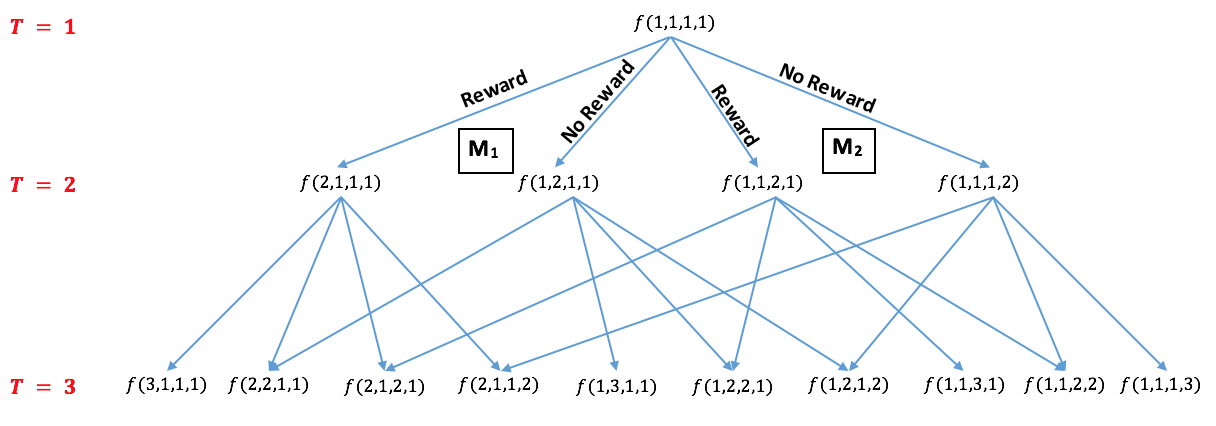 T = 1
f(1,1,1,1)
Reward
No Reward
Reward
No Reward
M₁
M₂
T = 2
f(2,1,1,1) f(1,2,1,1) f(1,1,2,1) f(1,1,1,2)
T = 3
f(3,1,1,1) f(2,2,1,1) f(2,1,2,1) f(2,1,1,2) f(1,3,1,1) f(1,2,2,1) f(1,2,1,2) f(1,1,3,1) f(1,1,2,2) f(1,1,1,3)